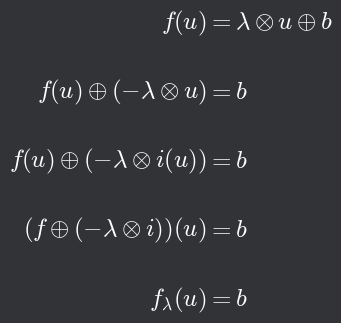 f(u) = λ ⊗ u ⊕ b
f(u) ⊕ (−λ ⊗ u) = b
f(u) ⊕ (−λ ⊗ i(u)) = b
(f ⊕ (−λ ⊗ i))(u) = b
f_λ(u) = b